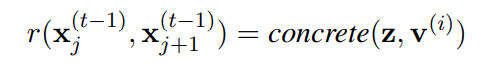 r(x_j^{(t−1)}, x_{j+1}^{(t−1)}) = concrete(z, v^{(i)})